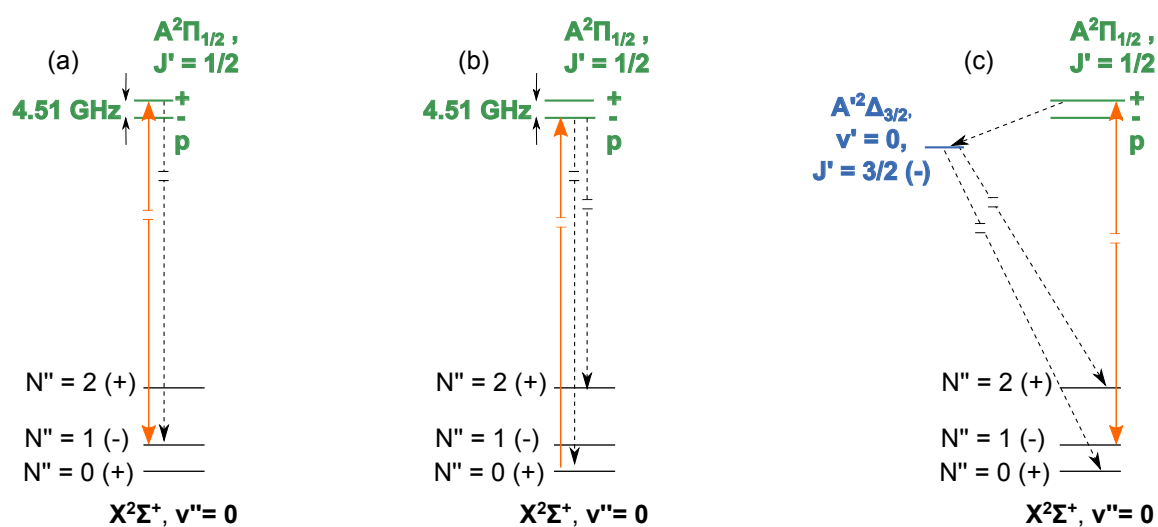 (a)
A²Π₁/₂ ,
J' = 1/2
4.51 GHz
+
-
p
N" = 2 (+)
N" = 1 (-)
N" = 0 (+)
X²Σ⁺, v"= 0
(b)
A²Π₁/₂ ,
J' = 1/2
4.51 GHz
+
-
p
N" = 2 (+)
N" = 1 (-)
N" = 0 (+)
X²Σ⁺, v"= 0
(c)
A²Π₁/₂ ,
J' = 1/2
A'²Δ₃/₂,
v' = 0,
J' = 3/2 (-)
+
-
p
N" = 2 (+)
N" = 1 (-)
N" = 0 (+)
X²Σ⁺, v"= 0